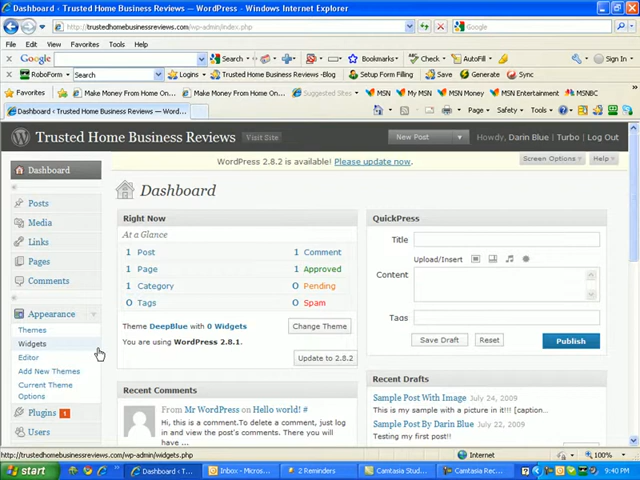 Dashboard ‹ Trusted Home Business Reviews — WordPress - Windows Internet Explorer
http://trustedhomebusinessreviews.com/wp-admin/index.php
Google
File Edit View Favorites Tools Help
Google Search Bookmarks Check AutoFill Sign In
RoboForm Search Logins Trusted Home Business Reviews -Blog Setup Form Filling Save Generate Sync
Favorites Make Money From Home O... Make Money From Home O... Suggested Sites MSN My MSN MSN Money MSN Entertainment MSNBC
Dashboard ‹ Trusted Home Business Reviews — Word...
Page Safety Tools
Trusted Home Business Reviews Visit Site New Post Howdy, Darin Blue | Turbo | Log Out
WordPress 2.8.2 is available! Please update now. Screen Options Help
Dashboard
Dashboard
Posts
Media
Links
Pages
Comments
Appearance
Themes
Widgets
Editor
Add New Themes
Current Theme Options
Plugins 1
Users
Right Now
At a Glance
1 Post 1 Comment
1 Page 1 Approved
1 Category 0 Pending
0 Tags 0 Spam
Theme DeepBlue with 0 Widgets Change Theme
You are using WordPress 2.8.1.
Update to 2.8.2
Recent Comments
From Mr WordPress on Hello world! #
Hi, this is a comment.To delete a comment, just log
in and view the post's comments. There you will
have ...
QuickPress
Title
Upload/Insert
Content
Tags
Save Draft Reset Publish
Recent Drafts
Sample Post With Image July 24, 2009
This is my sample with a picture in it!! [caption...
Sample Post By Darin Blue July 24, 2009
Testing my first post!!
http://trustedhomebusinessreviews.com/wp-admin/widgets.php Internet 100%
start Dashboard ‹ T... Inbox - Micros... 2 Reminders Camtasia Studi... Camtasia Rec... 9:40 PM